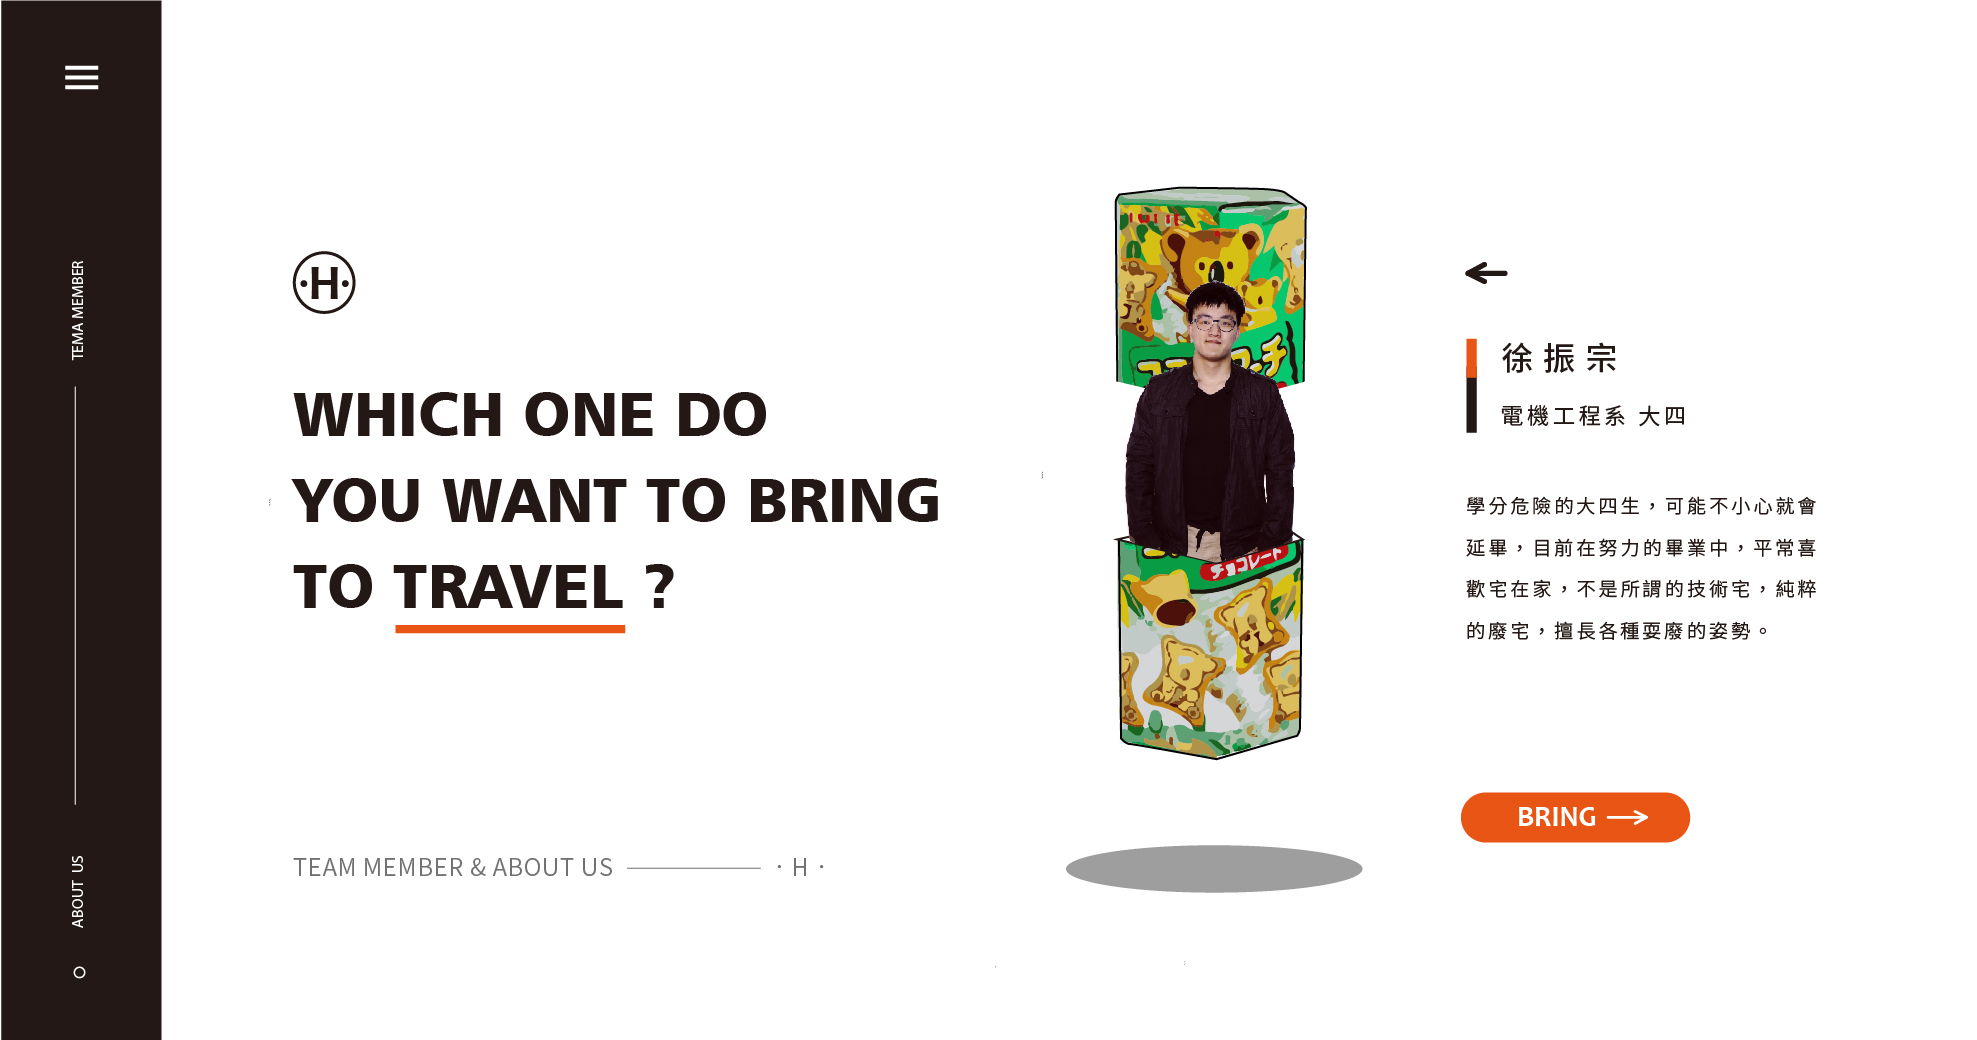 TEMA MEMBER
ABOUT US
·H·
WHICH ONE DO
YOU WANT TO BRING
TO TRAVEL ?
TEAM MEMBER & ABOUT US
· H ·
チョコレート
徐振宗
電機工程系 大四
學分危險的大四生，可能不小心就會
延畢，目前在努力的畢業中，平常喜
歡宅在家，不是所謂的技術宅，純粹
的廢宅，擅長各種耍廢的姿勢。
BRING